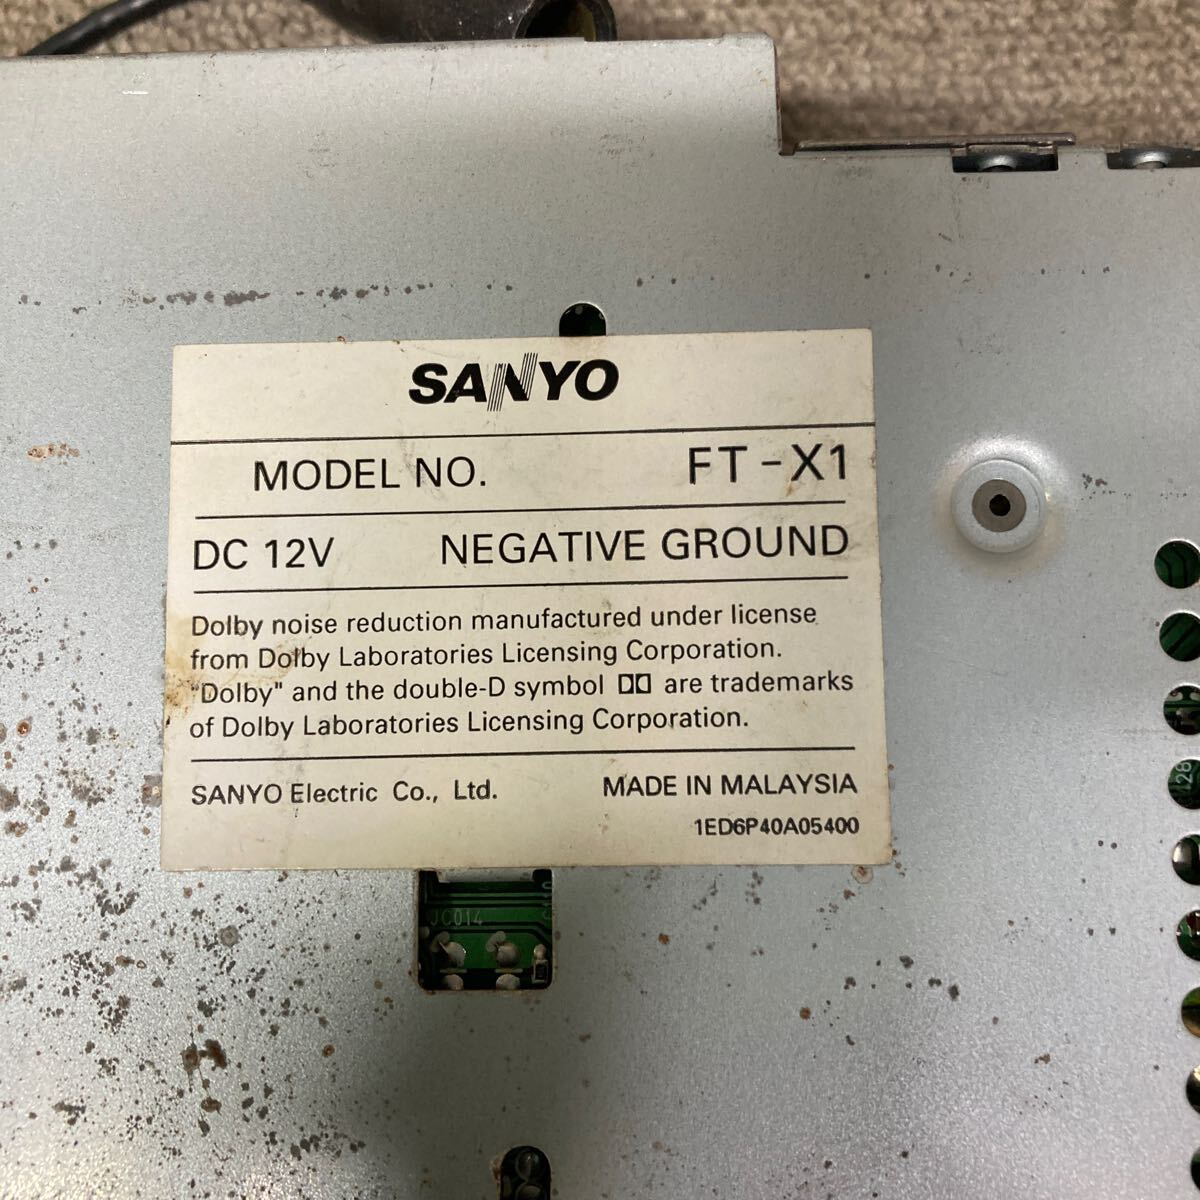 SANYO
MODEL NO. FT-X1
DC 12V NEGATIVE GROUND
Dolby noise reduction manufactured under license
from Dolby Laboratories Licensing Corporation.
"Dolby" and the double-D symbol are trademarks
of Dolby Laboratories Licensing Corporation.
SANYO Electric Co., Ltd. MADE IN MALAYSIA
1ED6P40A05400
JC014